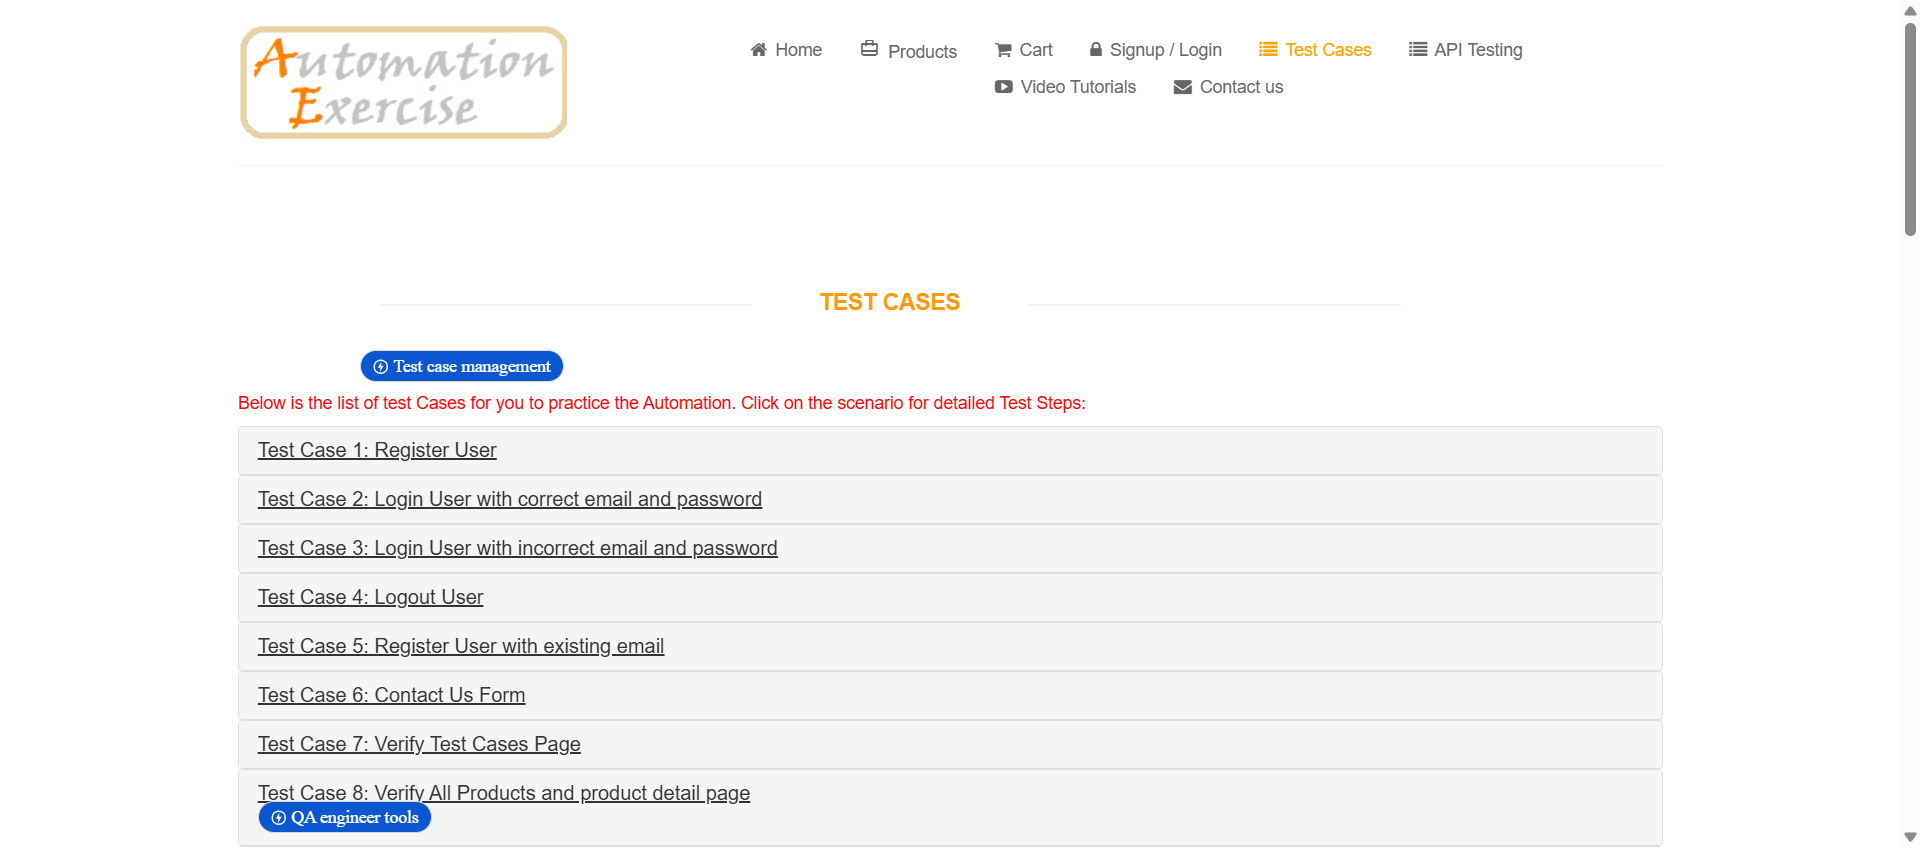 Automation
Exercise
Home
Products
Cart
Signup / Login
Test Cases
API Testing
Video Tutorials
Contact us
TEST CASES
Test case management
Below is the list of test Cases for you to practice the Automation. Click on the scenario for detailed Test Steps:
Test Case 1: Register User
Test Case 2: Login User with correct email and password
Test Case 3: Login User with incorrect email and password
Test Case 4: Logout User
Test Case 5: Register User with existing email
Test Case 6: Contact Us Form
Test Case 7: Verify Test Cases Page
Test Case 8: Verify All Products and product detail page
QA engineer tools